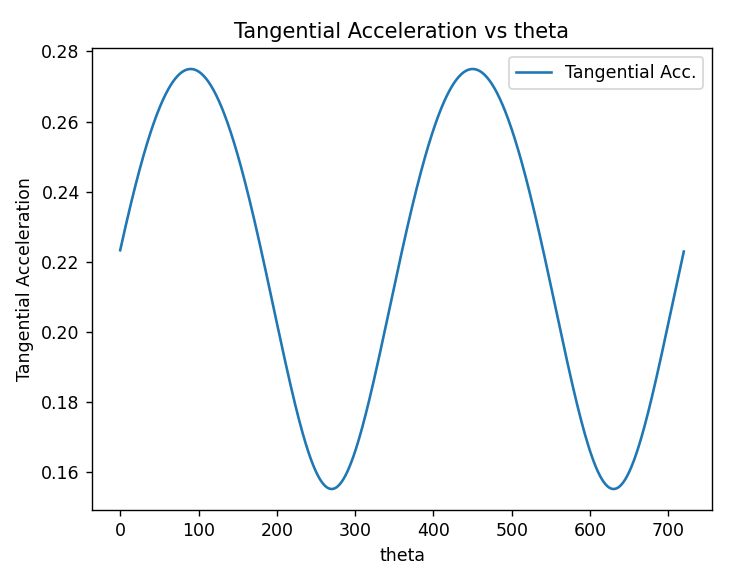 Tangential Acceleration vs theta
Tangential Acc.
Tangential Acceleration
0.28
0.26
0.24
0.22
0.20
0.18
0.16
0 100 200 300 400 500 600 700
theta